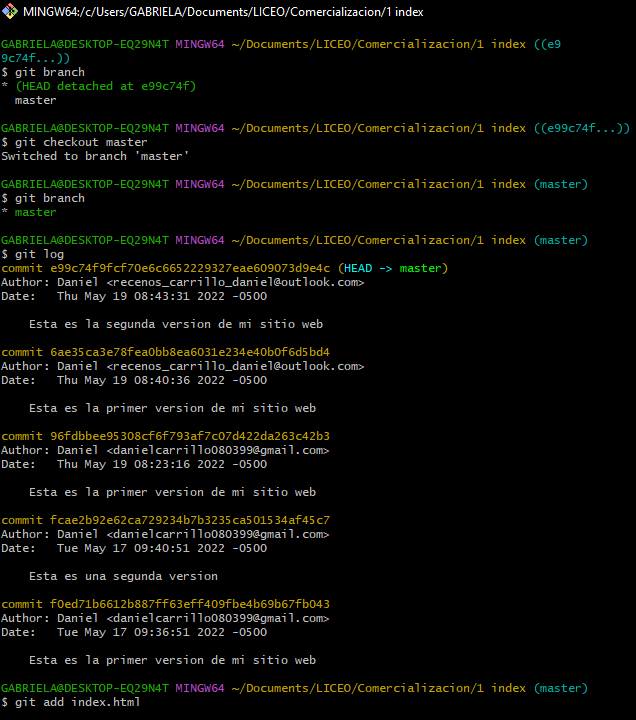 MINGW64:/c/Users/GABRIELA/Documents/LICEO/Comercializacion/1 index
GABRIELA@DESKTOP-EQ29N4T MINGW64 ~/Documents/LICEO/Comercializacion/1 index ((e9
9c74f...))
$ git branch
* (HEAD detached at e99c74f)
  master
GABRIELA@DESKTOP-EQ29N4T MINGW64 ~/Documents/LICEO/Comercializacion/1 index ((e99c74f...))
$ git checkout master
Switched to branch 'master'
GABRIELA@DESKTOP-EQ29N4T MINGW64 ~/Documents/LICEO/Comercializacion/1 index (master)
$ git branch
* master
GABRIELA@DESKTOP-EQ29N4T MINGW64 ~/Documents/LICEO/Comercializacion/1 index (master)
$ git log
commit e99c74f9fcf70e6c6652229327eae609073d9e4c (HEAD -> master)
Author: Daniel <recenos_carrillo_daniel@outlook.com>
Date:   Thu May 19 08:43:31 2022 -0500
    Esta es la segunda version de mi sitio web
commit 6ae35ca3e78fea0bb8ea6031e234e40b0f6d5bd4
Author: Daniel <recenos_carrillo_daniel@outlook.com>
Date:   Thu May 19 08:40:36 2022 -0500
    Esta es la primer version de mi sitio web
commit 96fdbbee95308cf6f793af7c07d422da263c42b3
Author: Daniel <danielcarrillo080399@gmail.com>
Date:   Thu May 19 08:23:16 2022 -0500
    Esta es la primer version de mi sitio web
commit fcae2b92e62ca729234b7b3235ca501534af45c7
Author: Daniel <danielcarrillo080399@gmail.com>
Date:   Tue May 17 09:40:51 2022 -0500
    Esta es una segunda version
commit f0ed71b6612b887ff63eff409fbe4b69b67fb043
Author: Daniel <danielcarrillo080399@gmail.com>
Date:   Tue May 17 09:36:51 2022 -0500
    Esta es la primer version de mi sitio web
GABRIELA@DESKTOP-EQ29N4T MINGW64 ~/Documents/LICEO/Comercializacion/1 index (master)
$ git add index.html